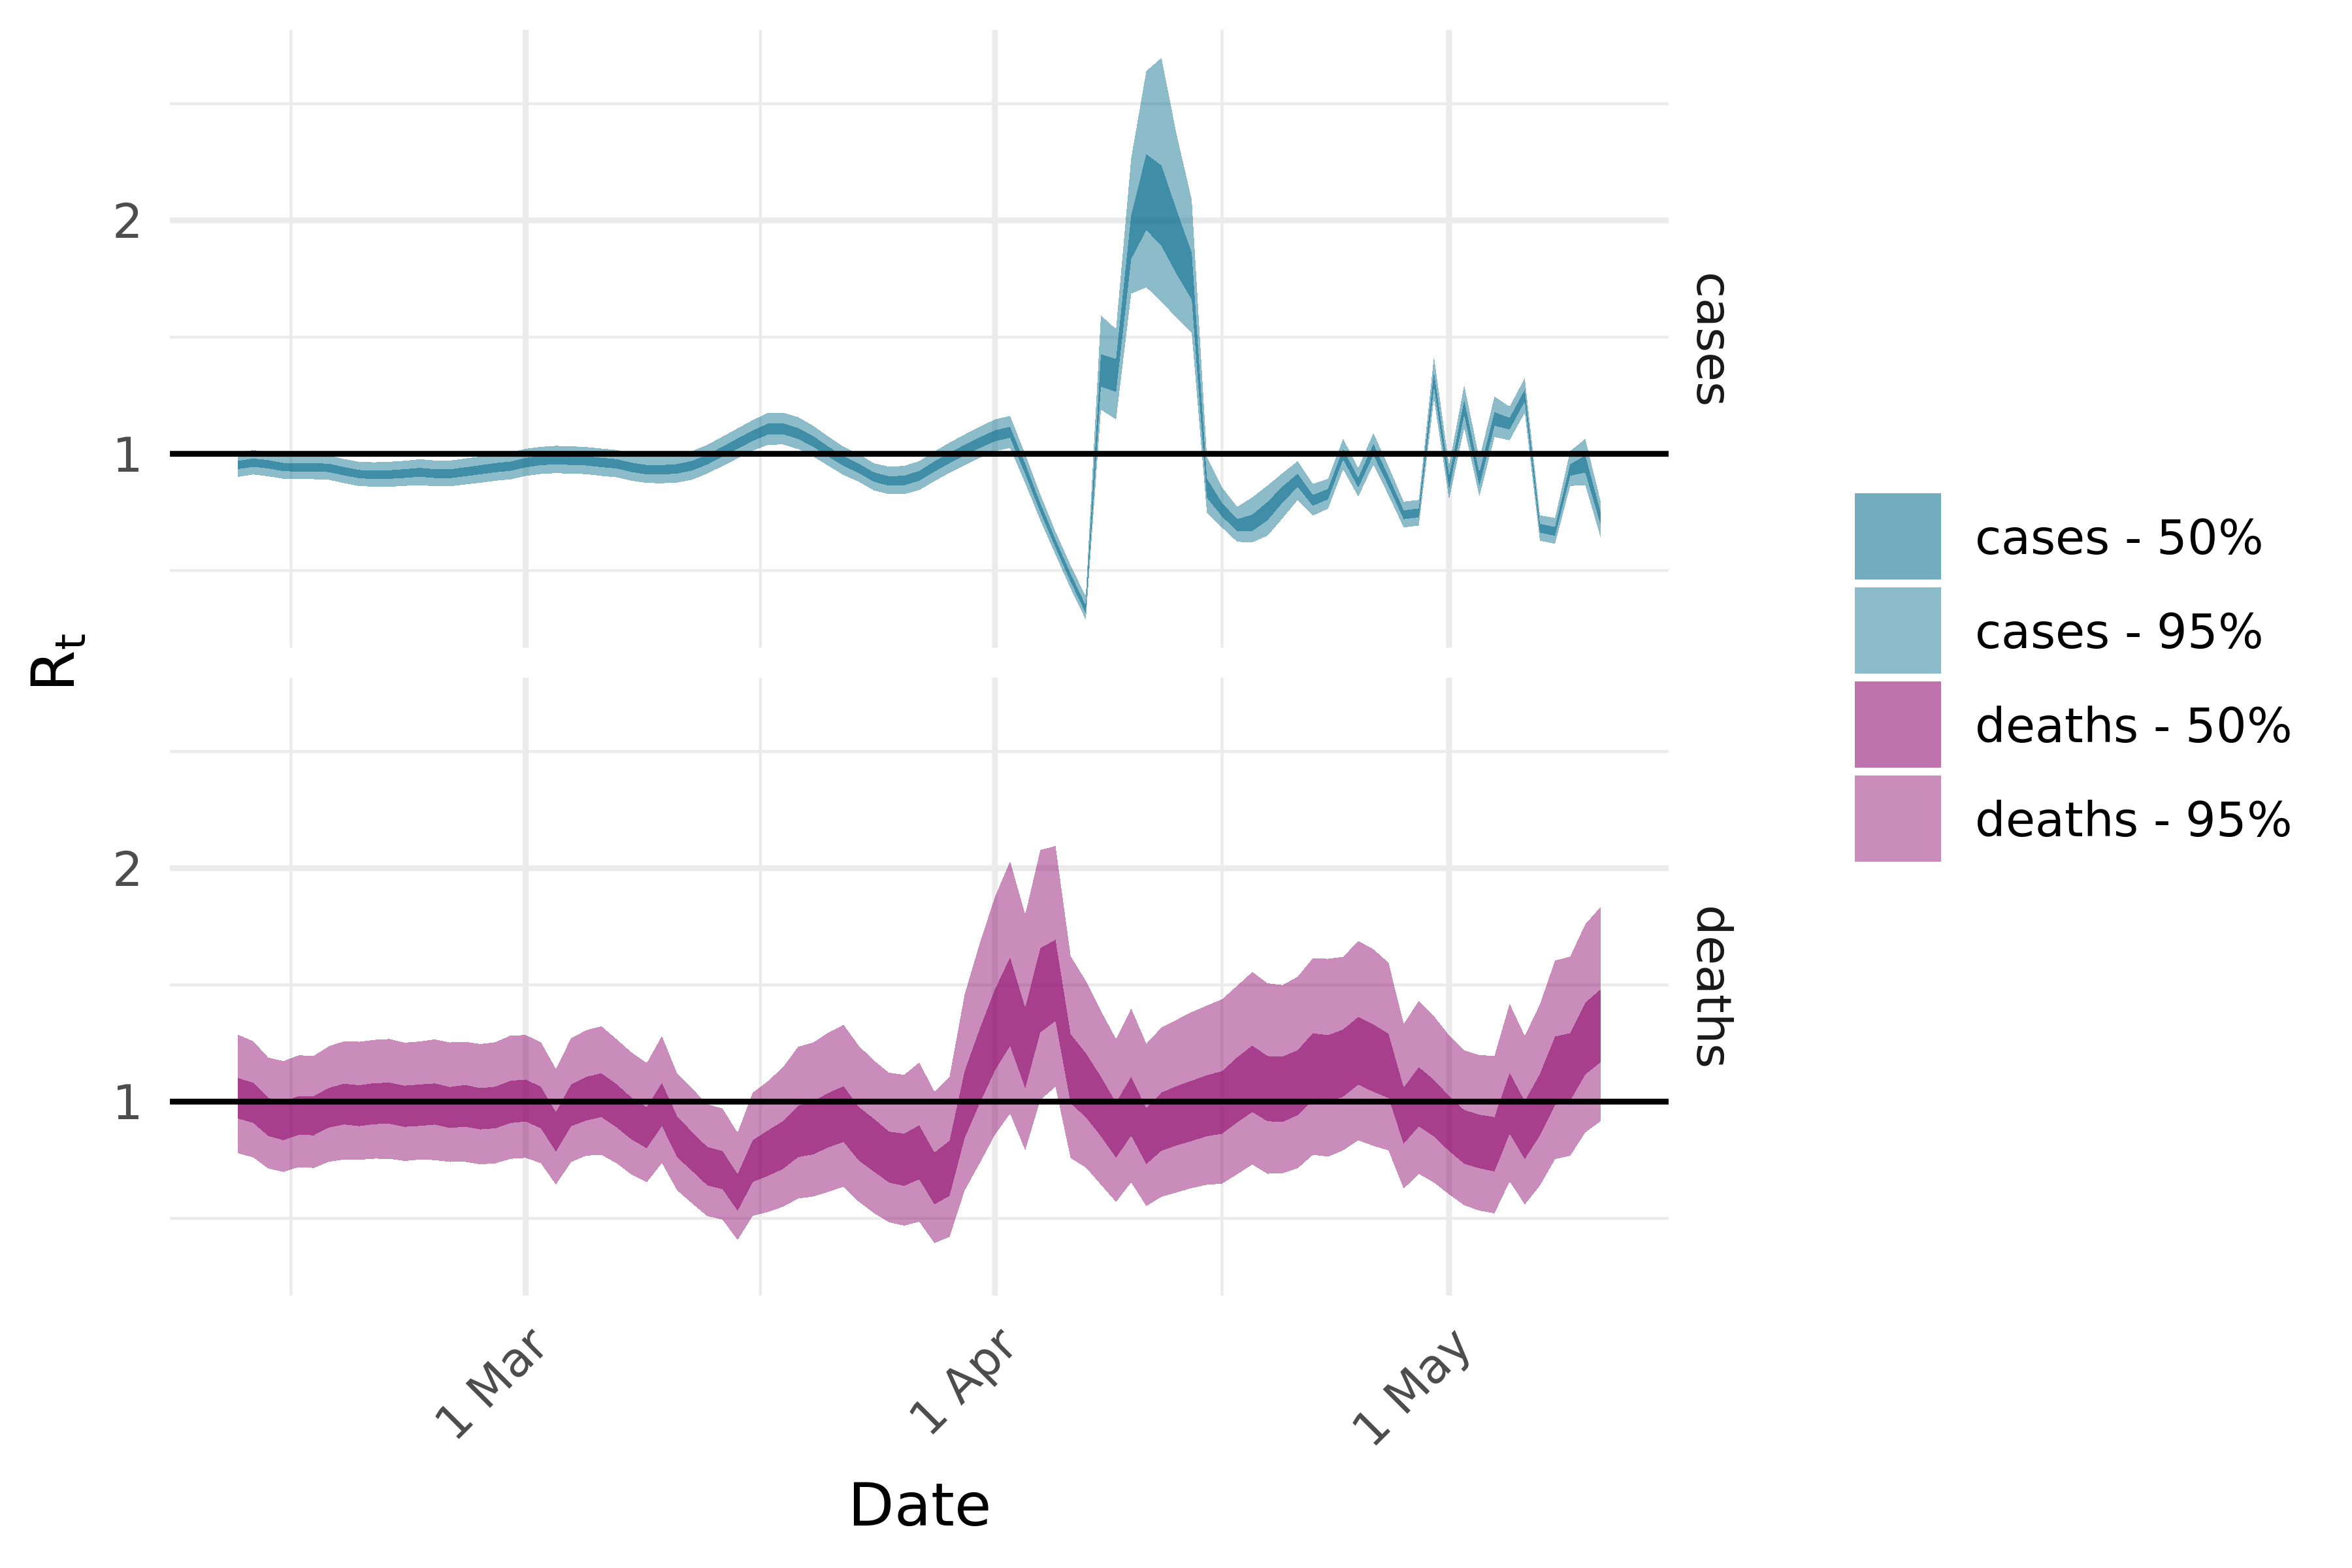 2
1
cases
Rt
2
1
deaths
1 Mar
1 Apr
1 May
Date
cases - 50%
cases - 95%
deaths - 50%
deaths - 95%